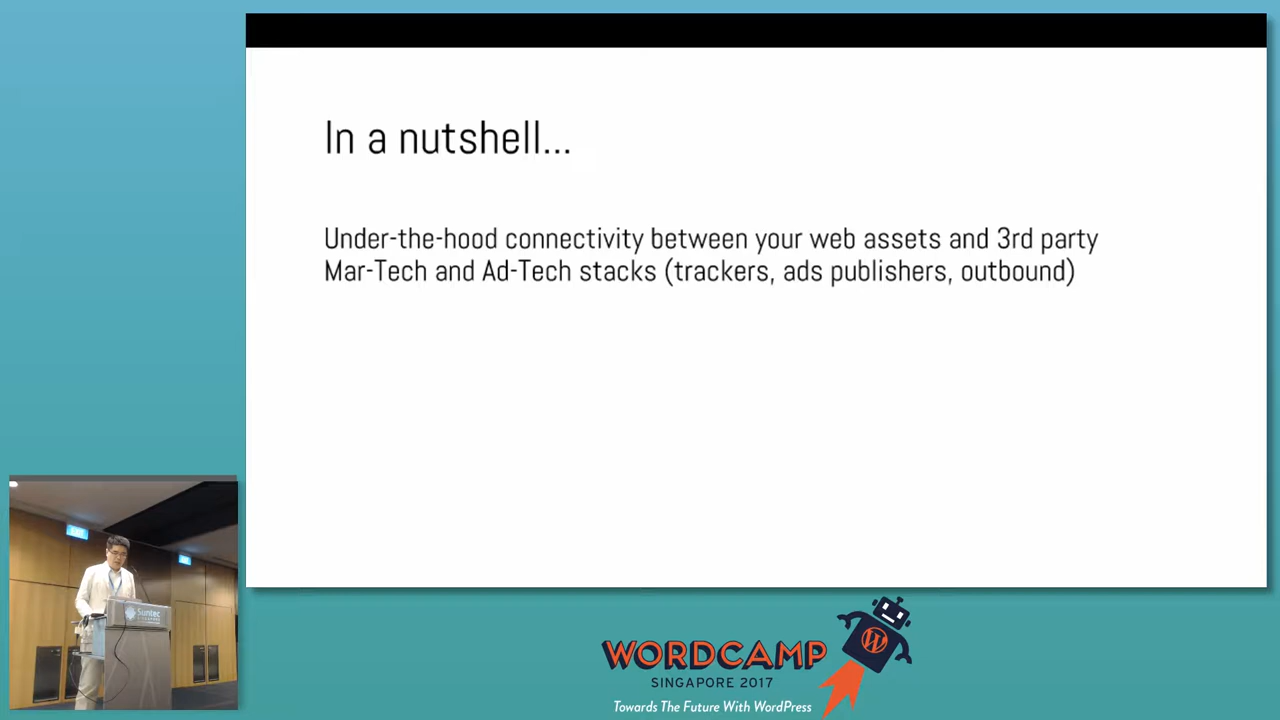 In a nutshell...
Under-the-hood connectivity between your web assets and 3rd party
Mar-Tech and Ad-Tech stacks (trackers, ads publishers, outbound)
Suntec
WORDCAMP
SINGAPORE 2017
Towards The Future With WordPress